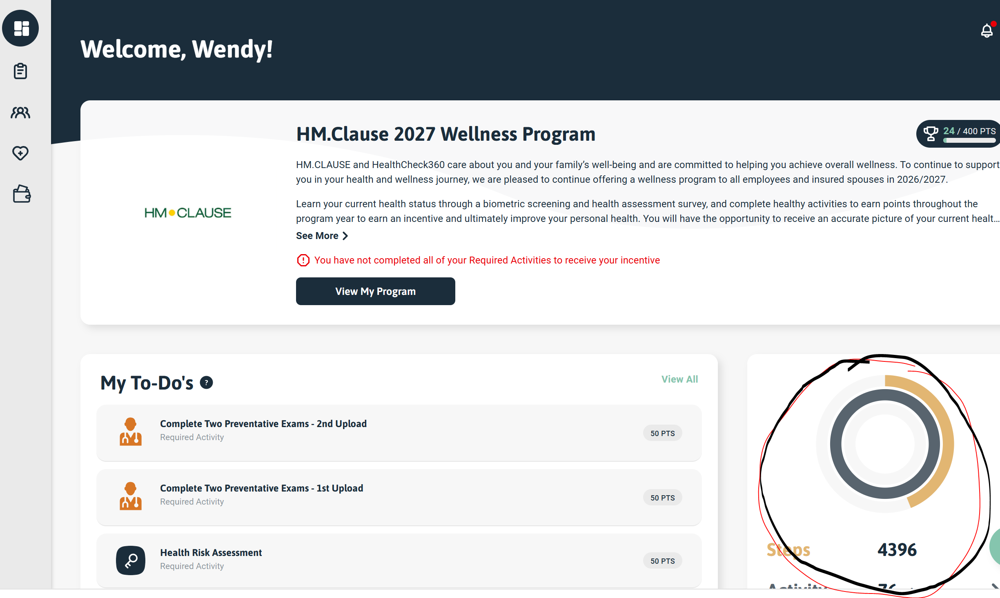 Welcome, Wendy!
HM.Clause 2027 Wellness Program
24 / 400 PTS
HM.CLAUSE and HealthCheck360 care about you and your family’s well-being and are committed to helping you achieve overall wellness. To continue to support
you in your health and wellness journey, we are pleased to continue offering a wellness program to all employees and insured spouses in 2026/2027.
Learn your current health status through a biometric screening and health assessment survey, and complete healthy activities to earn points throughout the
program year to earn an incentive and ultimately improve your personal health. You will have the opportunity to receive an accurate picture of your current healt...
HM CLAUSE
See More
You have not completed all of your Required Activities to receive your incentive
View My Program
My To-Do's ?
View All
Complete Two Preventative Exams - 2nd Upload
Required Activity
50 PTS
Complete Two Preventative Exams - 1st Upload
Required Activity
50 PTS
Health Risk Assessment
Required Activity
50 PTS
Steps 4396
Activity